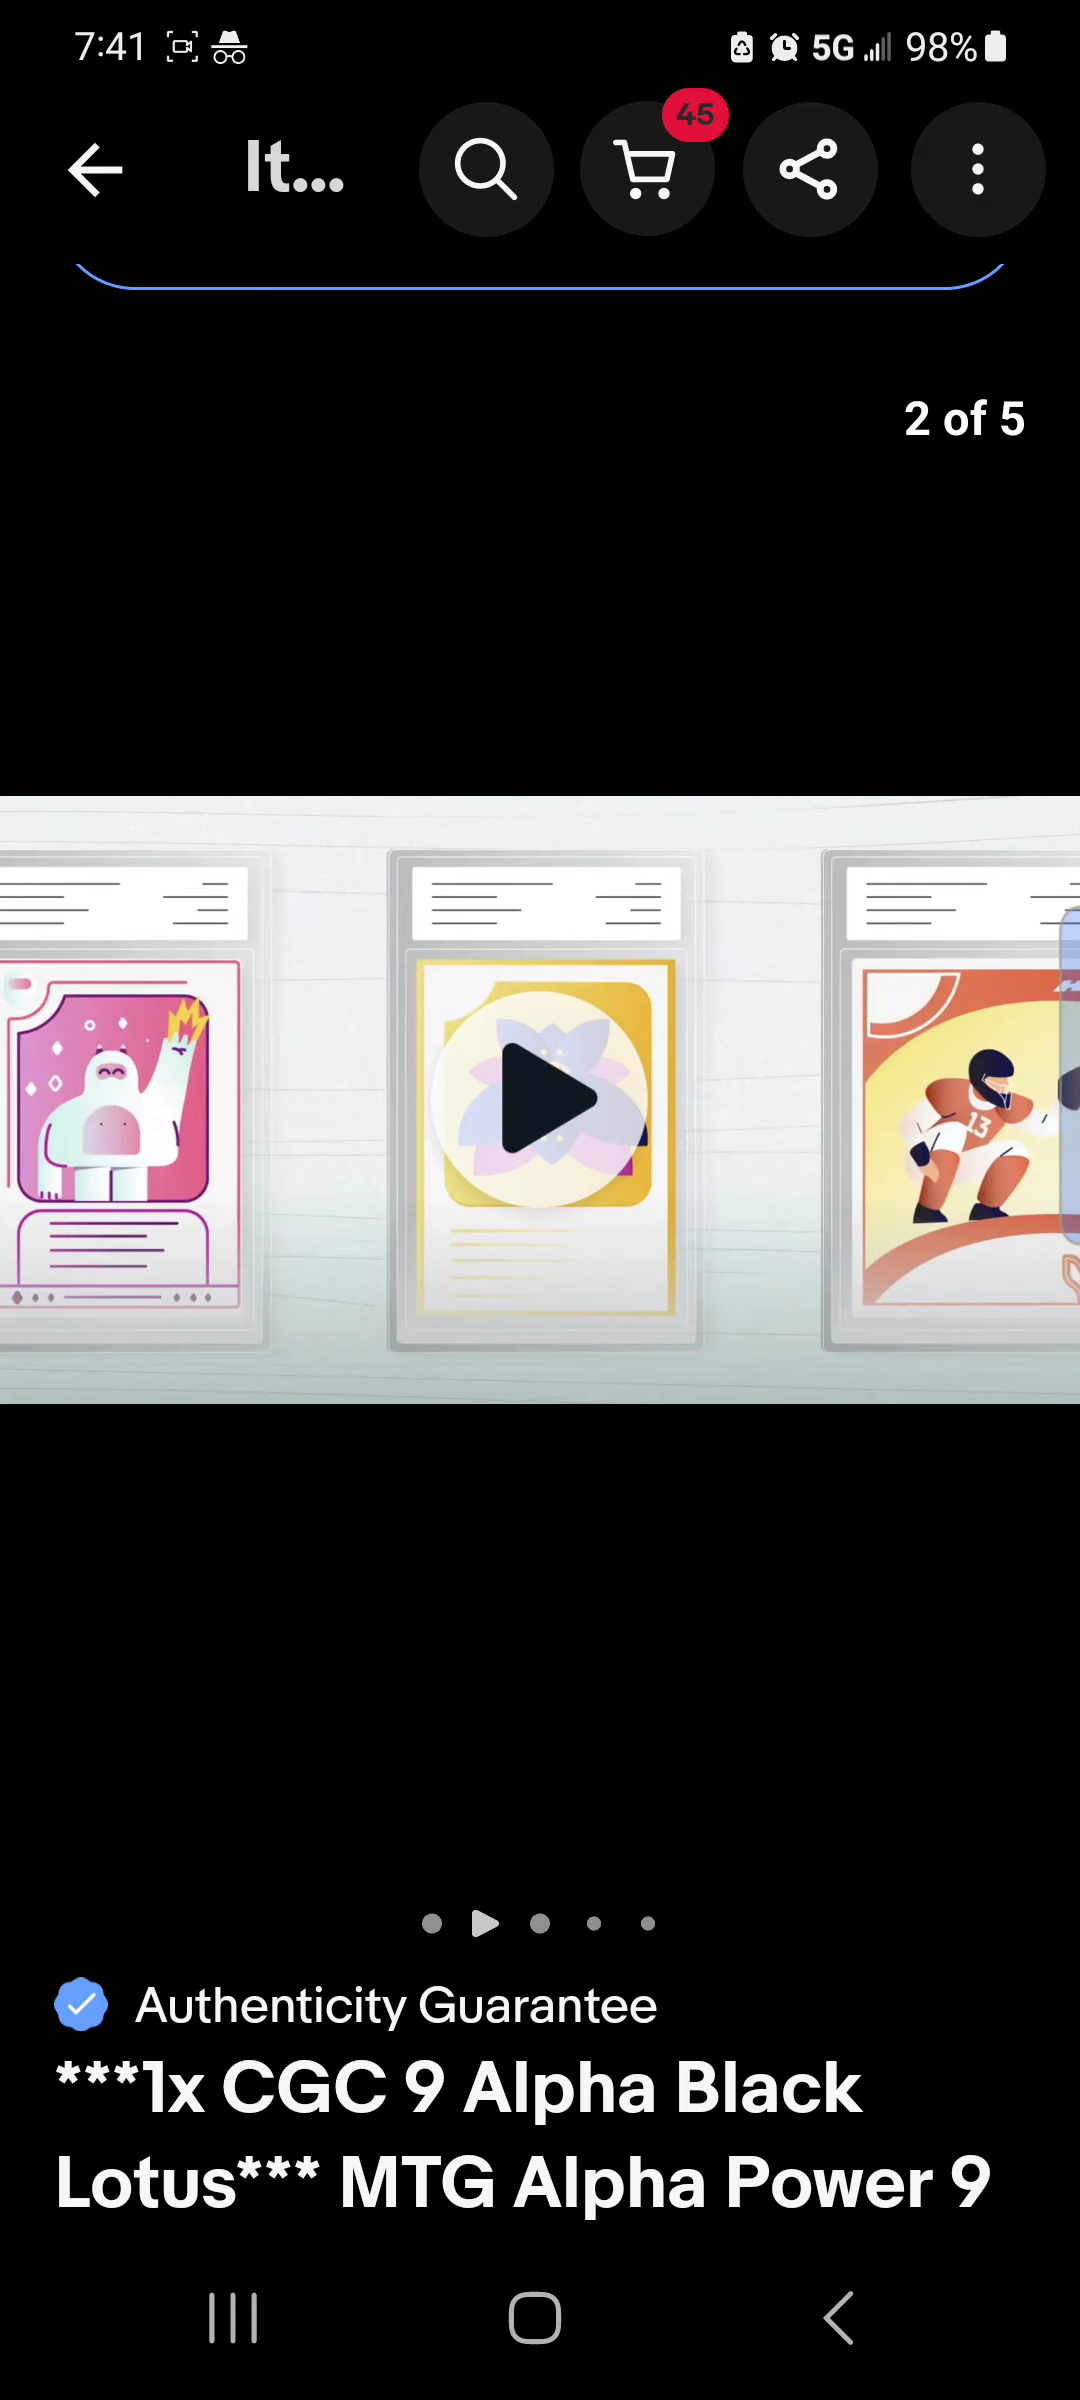 7:41
5G
98%
It...
45
2 of 5
13
Authenticity Guarantee
***1x CGC 9 Alpha Black
Lotus*** MTG Alpha Power 9